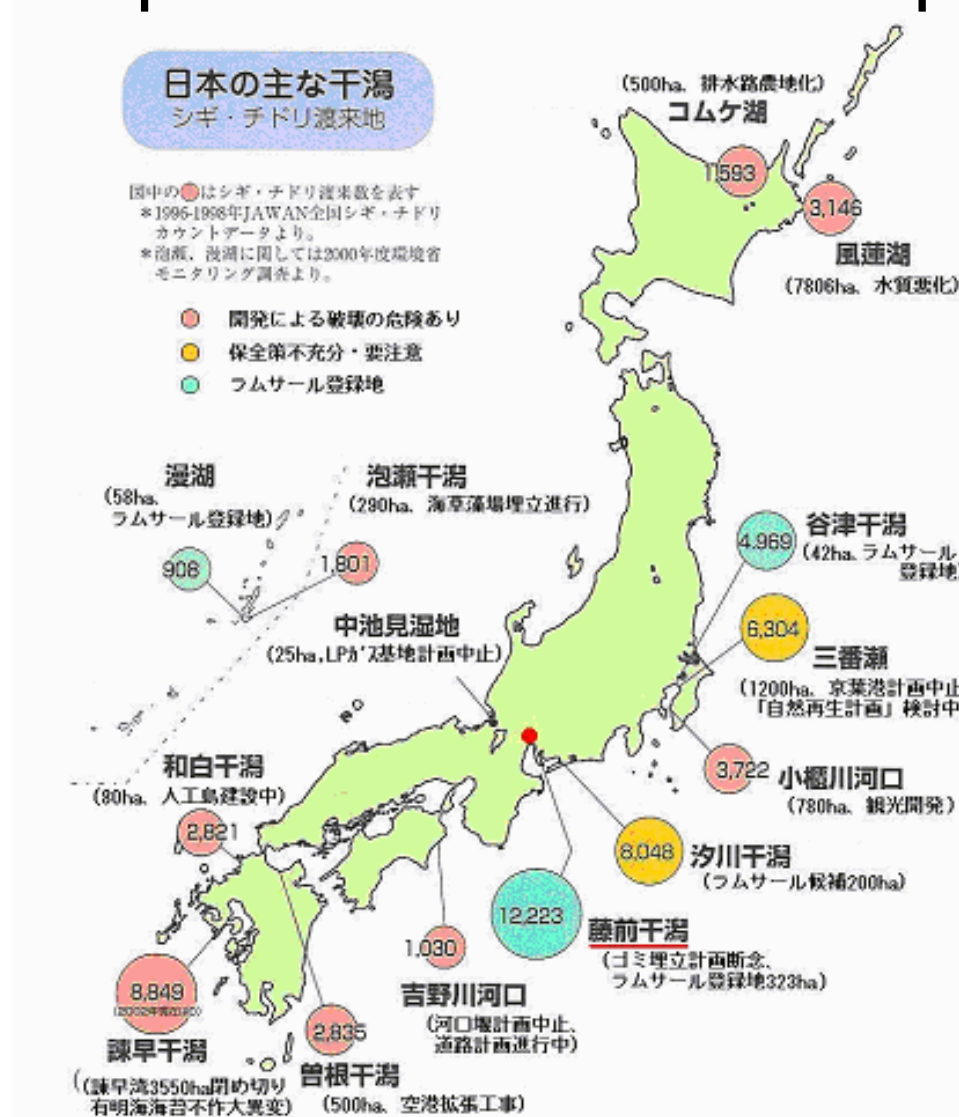 日本の主な干潟
シギ・チドリ渡来地
図中の はシギ・チドリ渡来数を表す
*1996-1998年JAWAN全国シギ・チドリ
カウントデータより。
*泡瀬、漫湖に関しては2000年度環境省
モニタリング調査より。
開発による破壊の危険あり
保全策不充分・要注意
ラムサール登録地
(500ha、排水路農地化)
コムケ湖
1,593
3,146
風蓮湖
(7806ha、水質悪化)
漫湖
(58ha、
ラムサール登録地)
908
泡瀬干潟
(290ha、海草藻場埋立進行)
1,801
谷津干潟
(42ha、ラムサール
登録地)
4,969
中池見湿地
(25ha,LPガス基地計画中止)
6,304
三番瀬
(1200ha、京葉港計画中止
「自然再生計画」検討中
和白干潟
(80ha、人工島建設中)
2,821
3,722
小櫃川河口
(780ha、観光開発)
8,048
汐川干潟
(ラムサール候補200ha)
12,223
藤前干潟
(ゴミ埋立計画断念、
ラムサール登録地323ha)
1,030
吉野川河口
(河口堰計画中止、
道路計画進行中)
8,849
諫早干潟
((諫早湾3550ha閉め切り
有明海海苔不作大異変)
2,835
曽根干潟
(500ha、空港拡張工事)